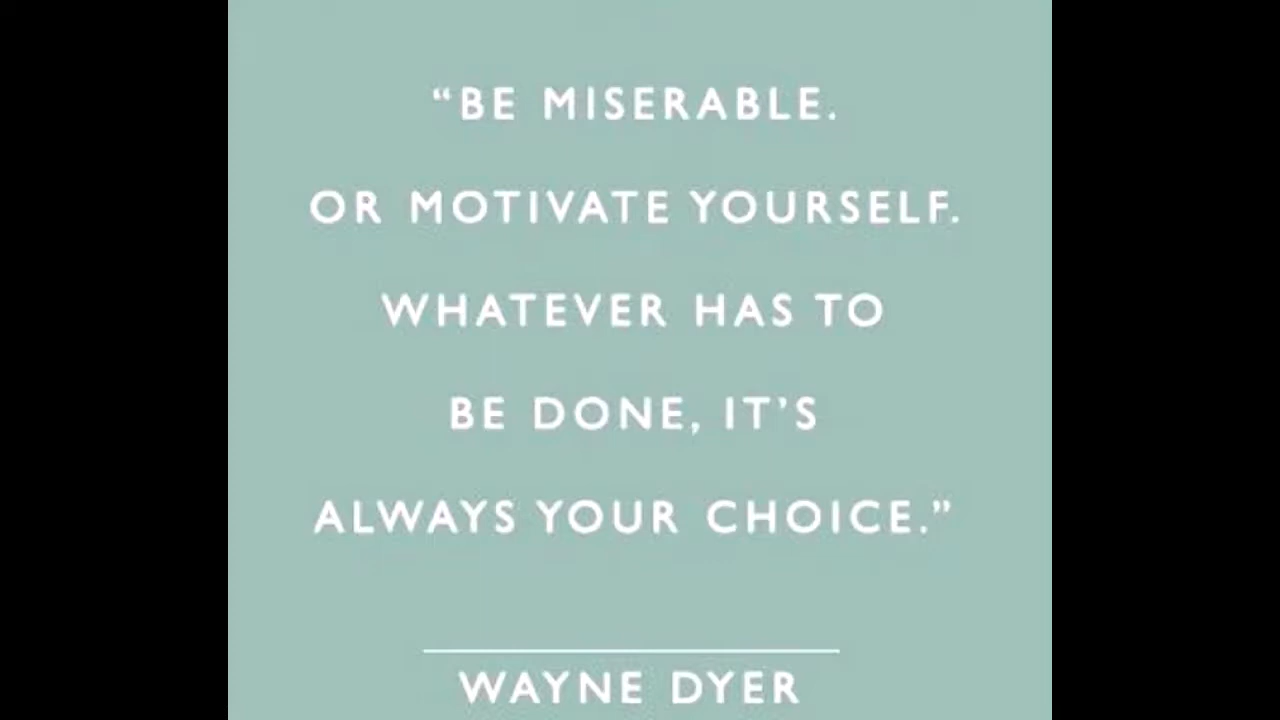 “BE MISERABLE.
OR MOTIVATE YOURSELF.
WHATEVER HAS TO
BE DONE, IT’S
ALWAYS YOUR CHOICE.”
WAYNE DYER